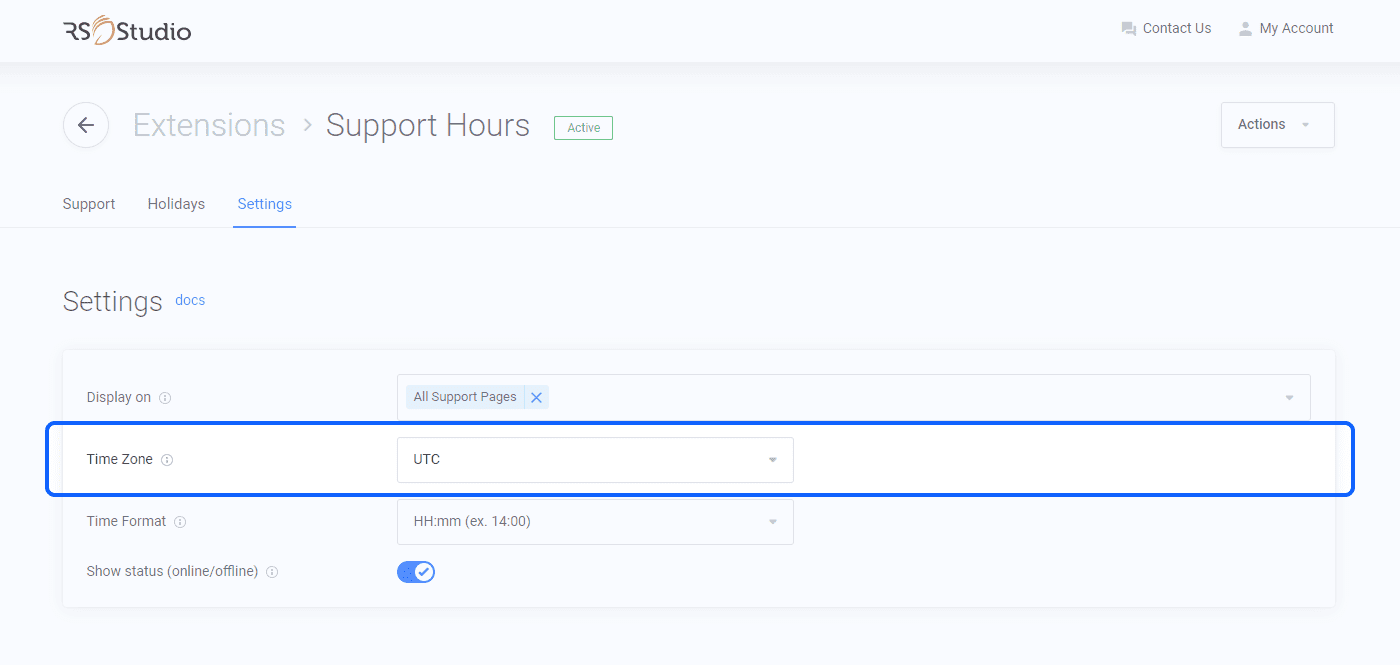 RS Studio
Contact Us
My Account
Extensions > Support Hours
Active
Actions
Support
Holidays
Settings
Settings docs
Display on
All Support Pages
Time Zone
UTC
Time Format
HH:mm (ex. 14:00)
Show status (online/offline)